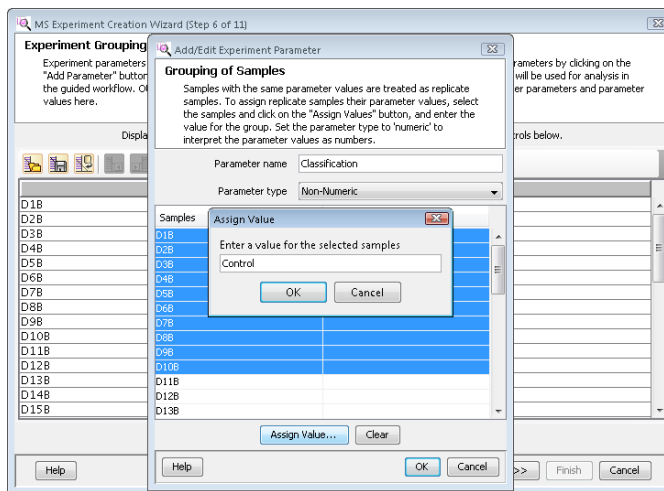 MS Experiment Creation Wizard (Step 6 of 11)
Experiment Grouping
Experiment parameters
"Add Parameter" button
the guided workflow.
values here.
rameters by clicking on the
will be used for analysis in
er parameters and parameter
Displa
trols below.
D1B
D2B
D3B
D4B
D5B
D6B
D7B
D8B
D9B
D10B
D11B
D12B
D13B
D14B
D15B
Help
>>
Finish
Cancel
Add/Edit Experiment Parameter
Grouping of Samples
Samples with the same parameter values are treated as replicate
samples. To assign replicate samples their parameter values, select
the samples and click on the "Assign Values" button, and enter the
value for the group. Set the parameter type to 'numeric' to
interpret the parameter values as numbers.
Parameter name Classification
Parameter type Non-Numeric
Samples
D1B
D2B
D3B
D4B
D5B
D6B
D7B
D8B
D9B
D10B
D11B
D12B
D13B
Assign Value... Clear
Help OK Cancel
Assign Value
Enter a value for the selected samples
Control
OK Cancel